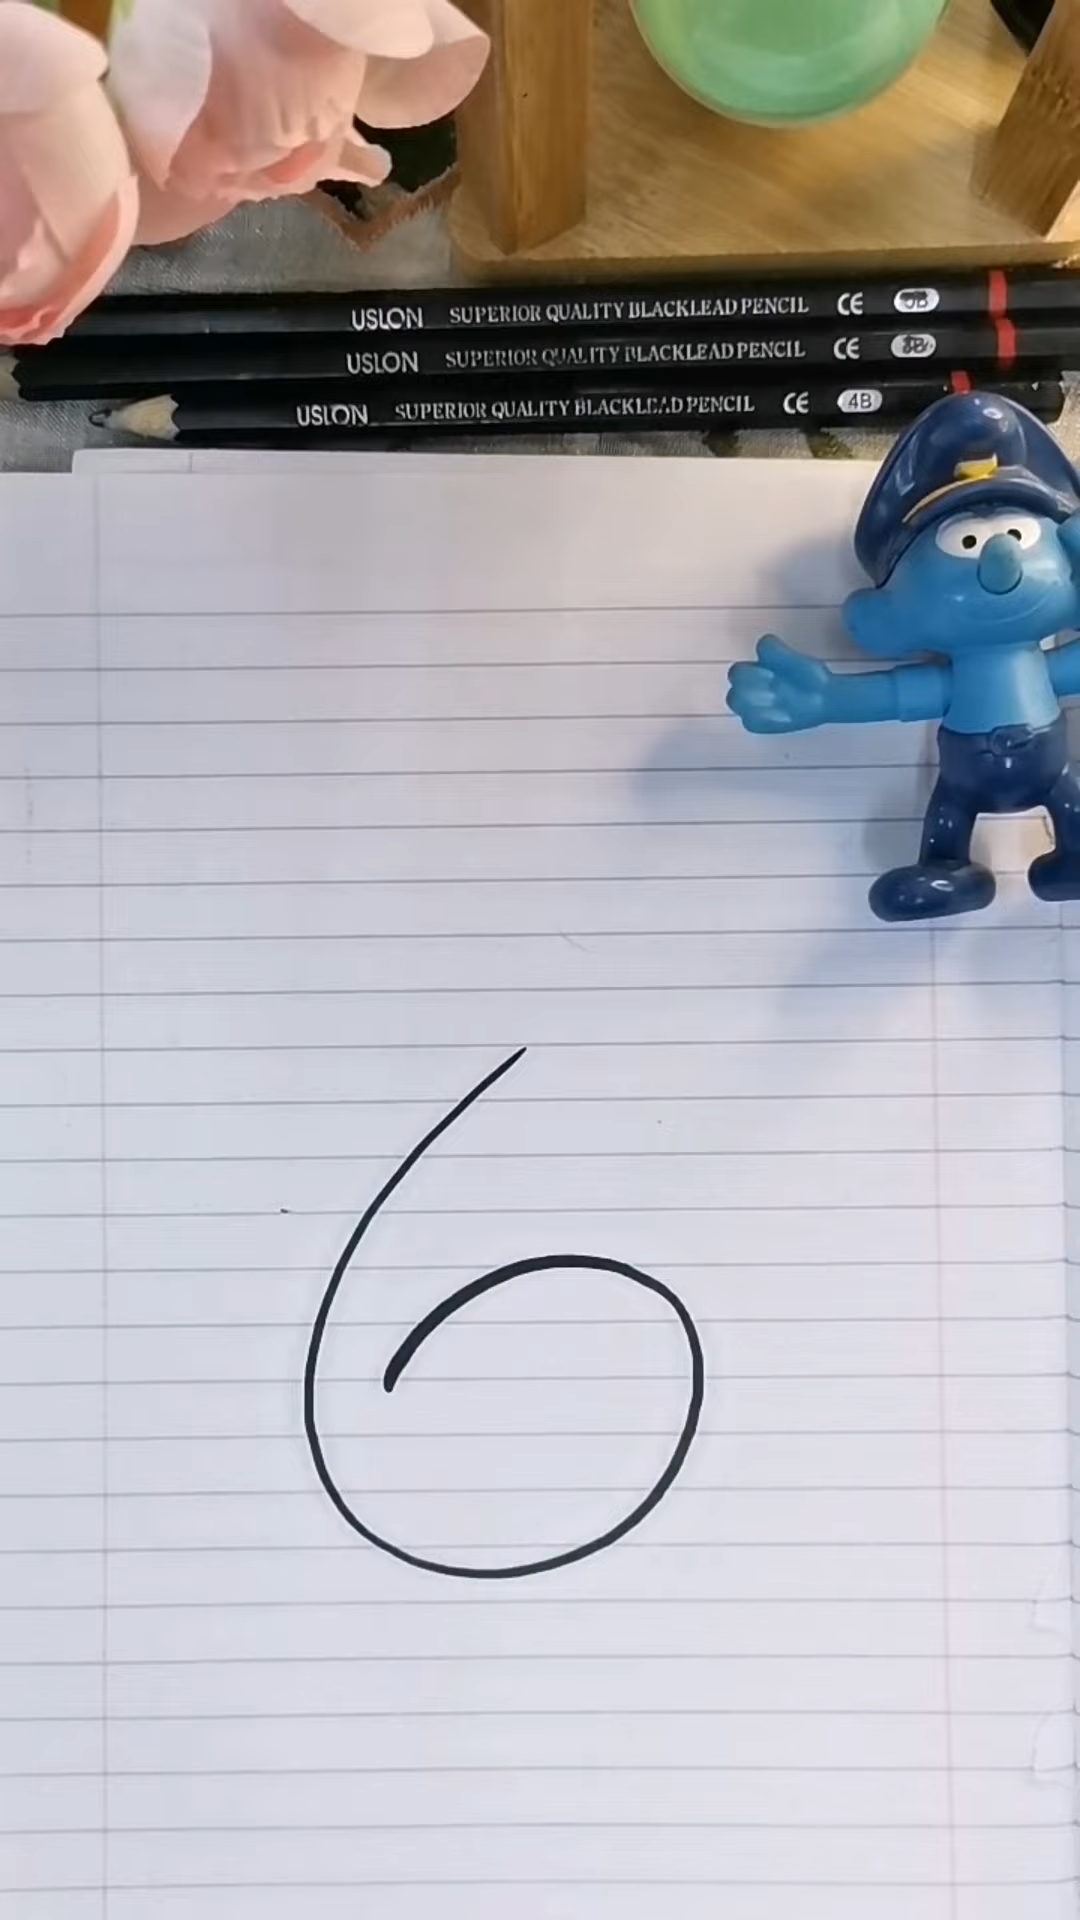 USLON SUPERIOR QUALITY BLACKLEAD PENCIL CE
USLON SUPERIOR QUALITY BLACKLEAD PENCIL CE
USLON SUPERIOR QUALITY BLACKLEAD PENCIL CE 4B
6